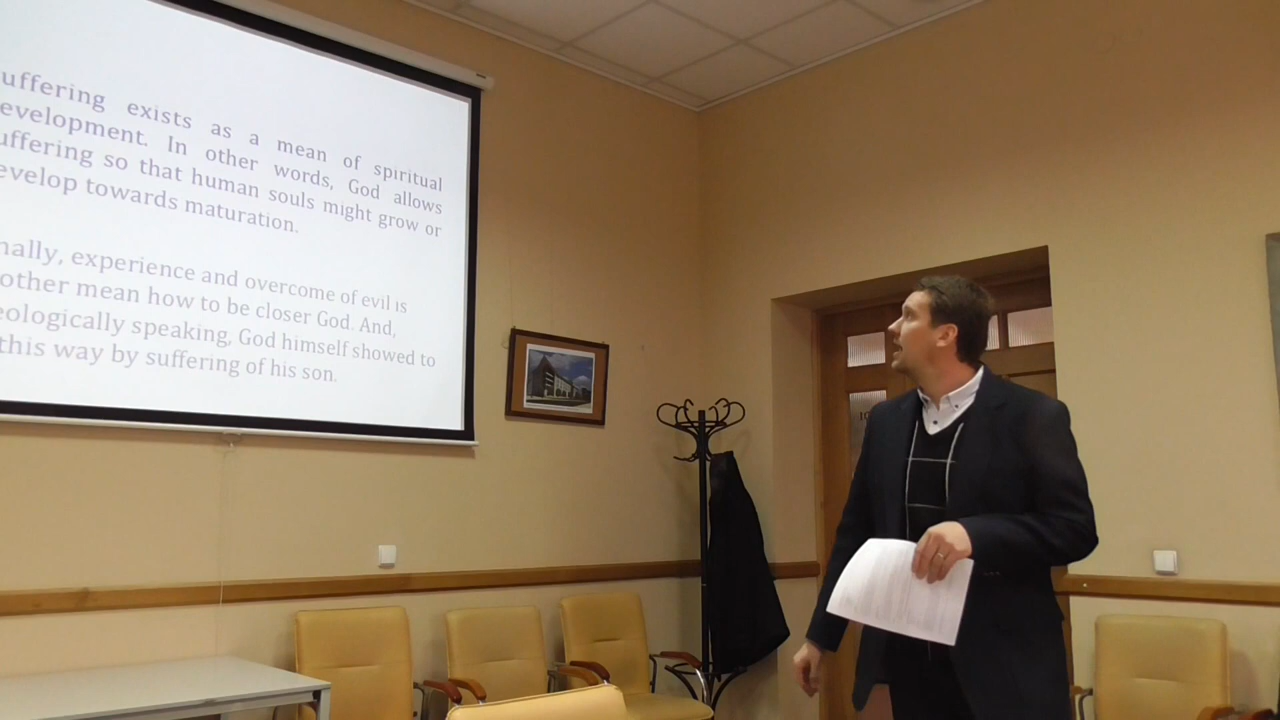 uffering exists as a mean of spiritual
evelopment. In other words, God allows
uffering so that human souls might grow or
evelop towards maturation.
nally, experience and overcome of evil is
other mean how to be closer God. And,
eologically speaking, God himself showed to
this way by suffering of his son.